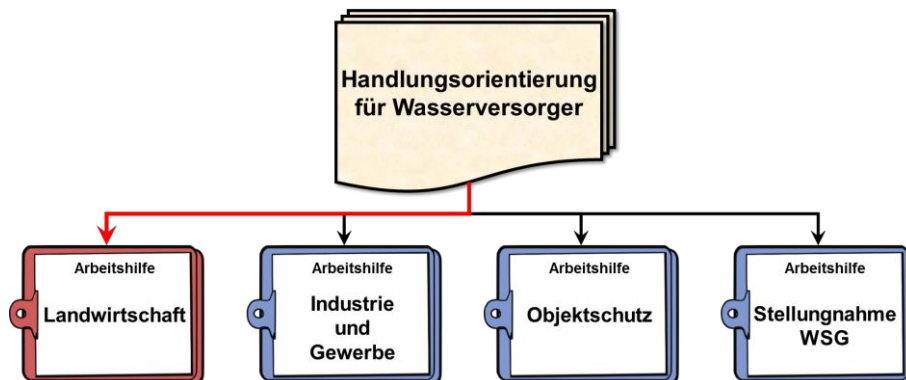 Handlungsorientierung
für Wasserversorger
Arbeitshilfe
Landwirtschaft
Arbeitshilfe
Industrie
und
Gewerbe
Arbeitshilfe
Objektschutz
Arbeitshilfe
Stellungnahme
WSG